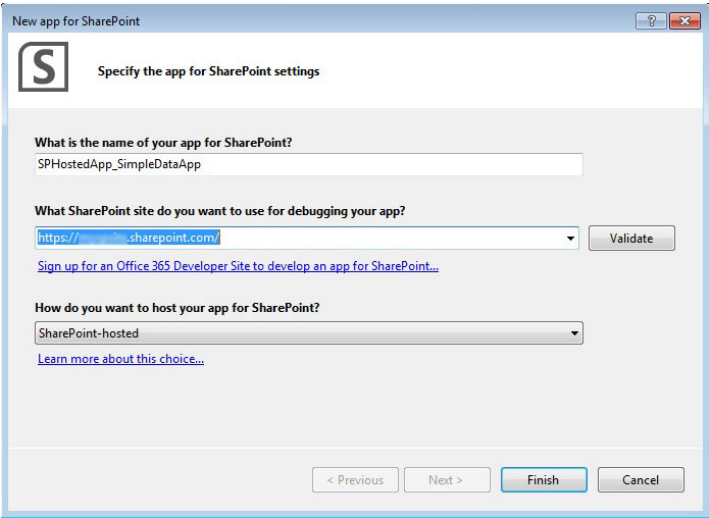 New app for SharePoint
?
S
Specify the app for SharePoint settings
What is the name of your app for SharePoint?
SPHostedApp_SimpleDataApp
What SharePoint site do you want to use for debugging your app?
https:// .sharepoint.com/
Validate
Sign up for an Office 365 Developer Site to develop an app for SharePoint...
How do you want to host your app for SharePoint?
SharePoint-hosted
Learn more about this choice...
< Previous Next > Finish Cancel